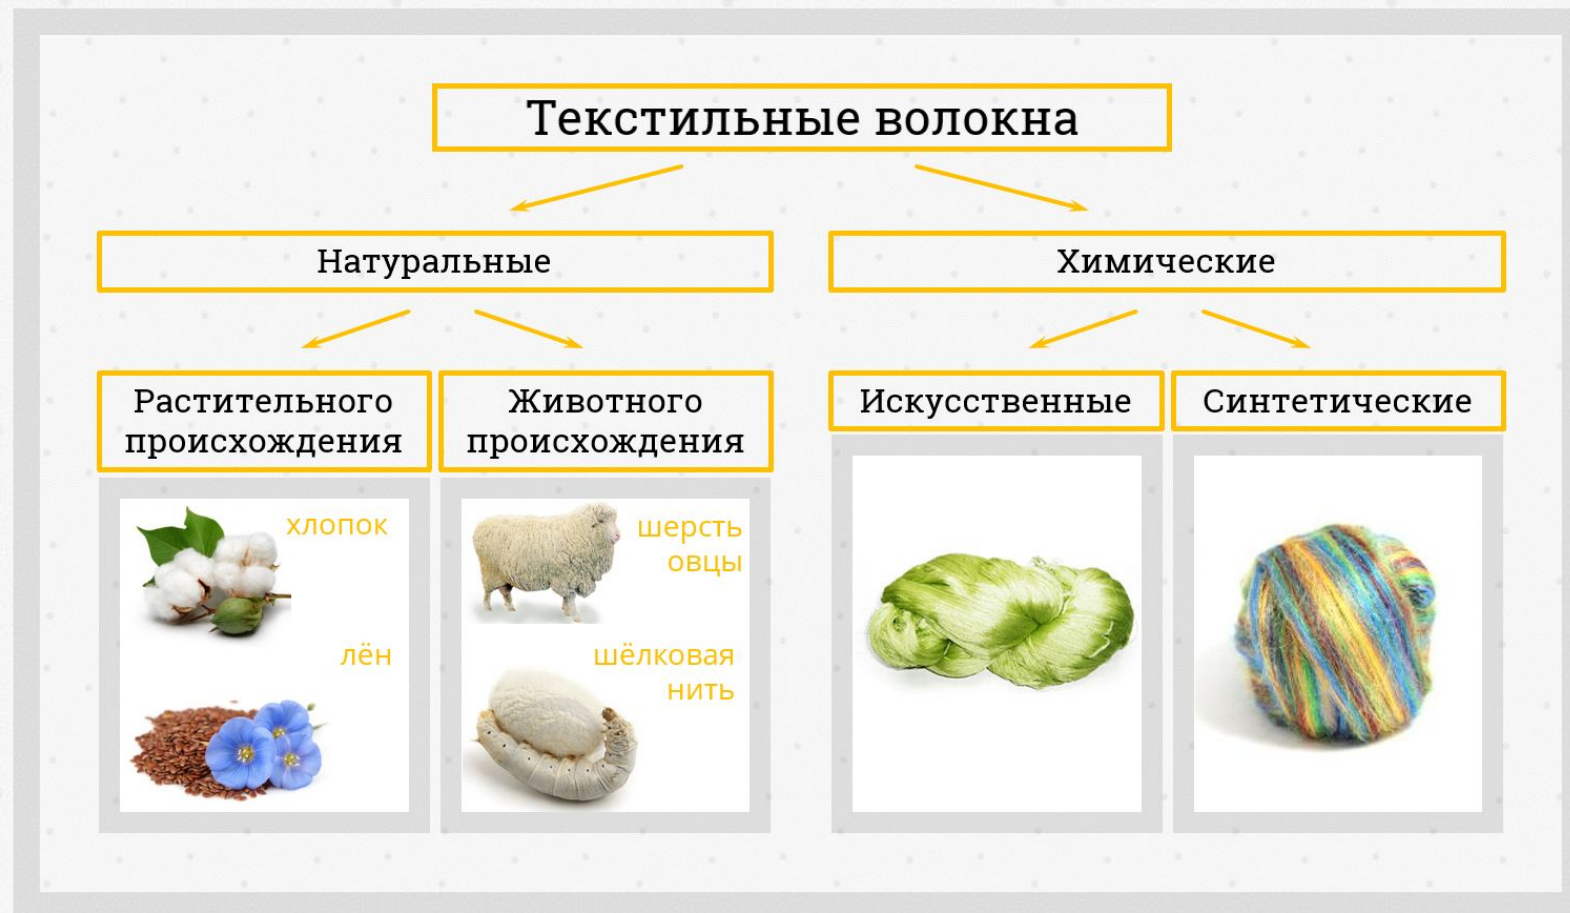 Текстильные волокна
Натуральные
Химические
Растительного
происхождения
Животного
происхождения
Искусственные
Синтетические
хлопок
лён
шерсть
овцы
шёлковая
нить